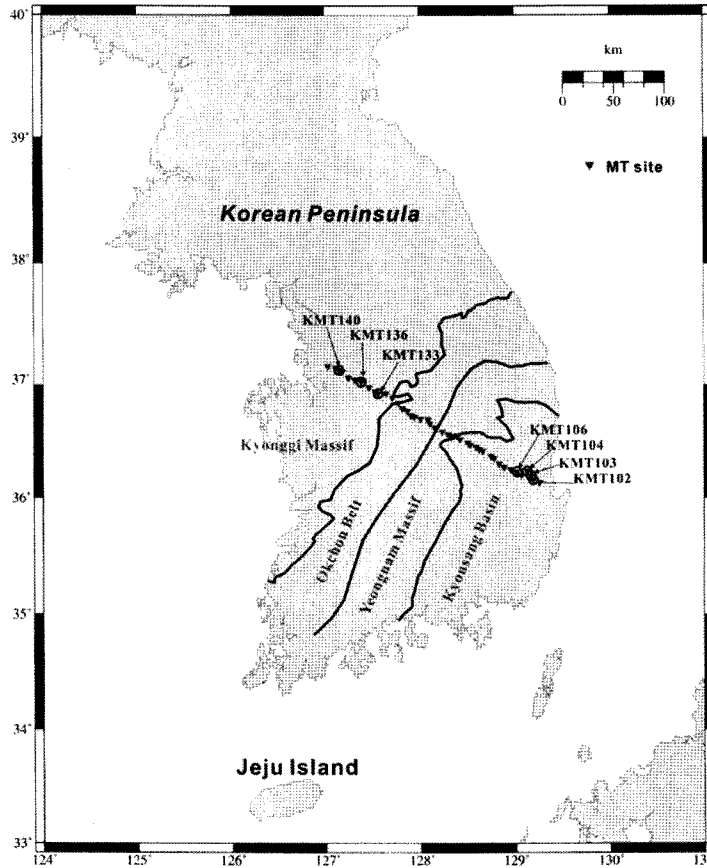 40°
km
0 50 100
39°
MT site
Korean Peninsula
38°
KMT140
KMT136
KMT133
37°
KMT106
KMT104
Kyonggi Massif
KMT103
KMT102
36°
Okchon Belt
Yeongnam Massif
Kyonsang Basin
35°
34°
Jeju Island
33°
124° 125° 126° 127° 128° 129° 130°